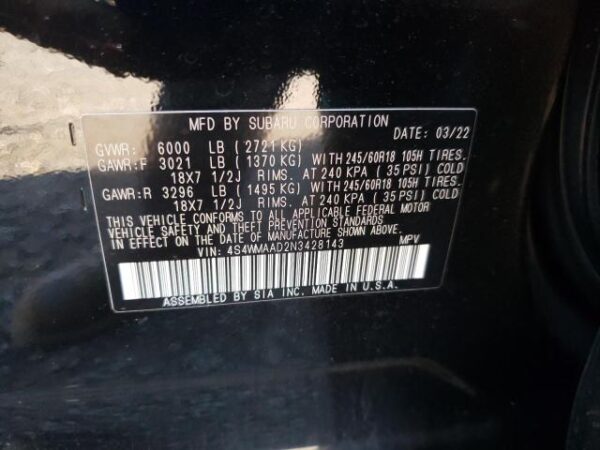 MFD BY SUBARU CORPORATION
DATE: 03/22
GVWR: 6000 LB ( 2721 KG)
GAWR:F 3021 LB ( 1370 KG) WITH 245/60R18 105H TIRES
18X7 1/2J RIMS. AT 240 KPA ( 35 PSI) COLD
GAWR:R 3296 LB ( 1495 KG) WITH 245/60R18 105H TIRES
18X7 1/2J RIMS. AT 240 KPA ( 35 PSI) COLD
THIS VEHICLE CONFORMS TO ALL APPLICABLE FEDERAL MOTOR
VEHICLE SAFETY AND THEFT PREVENTION STANDARDS
IN EFFECT ON THE DATE OF MANUFACTURE SHOWN ABOVE.
VIN: 4S4WMAAD2N3428143 MPV
ASSEMBLED BY SIA INC. MADE IN U.S.A.